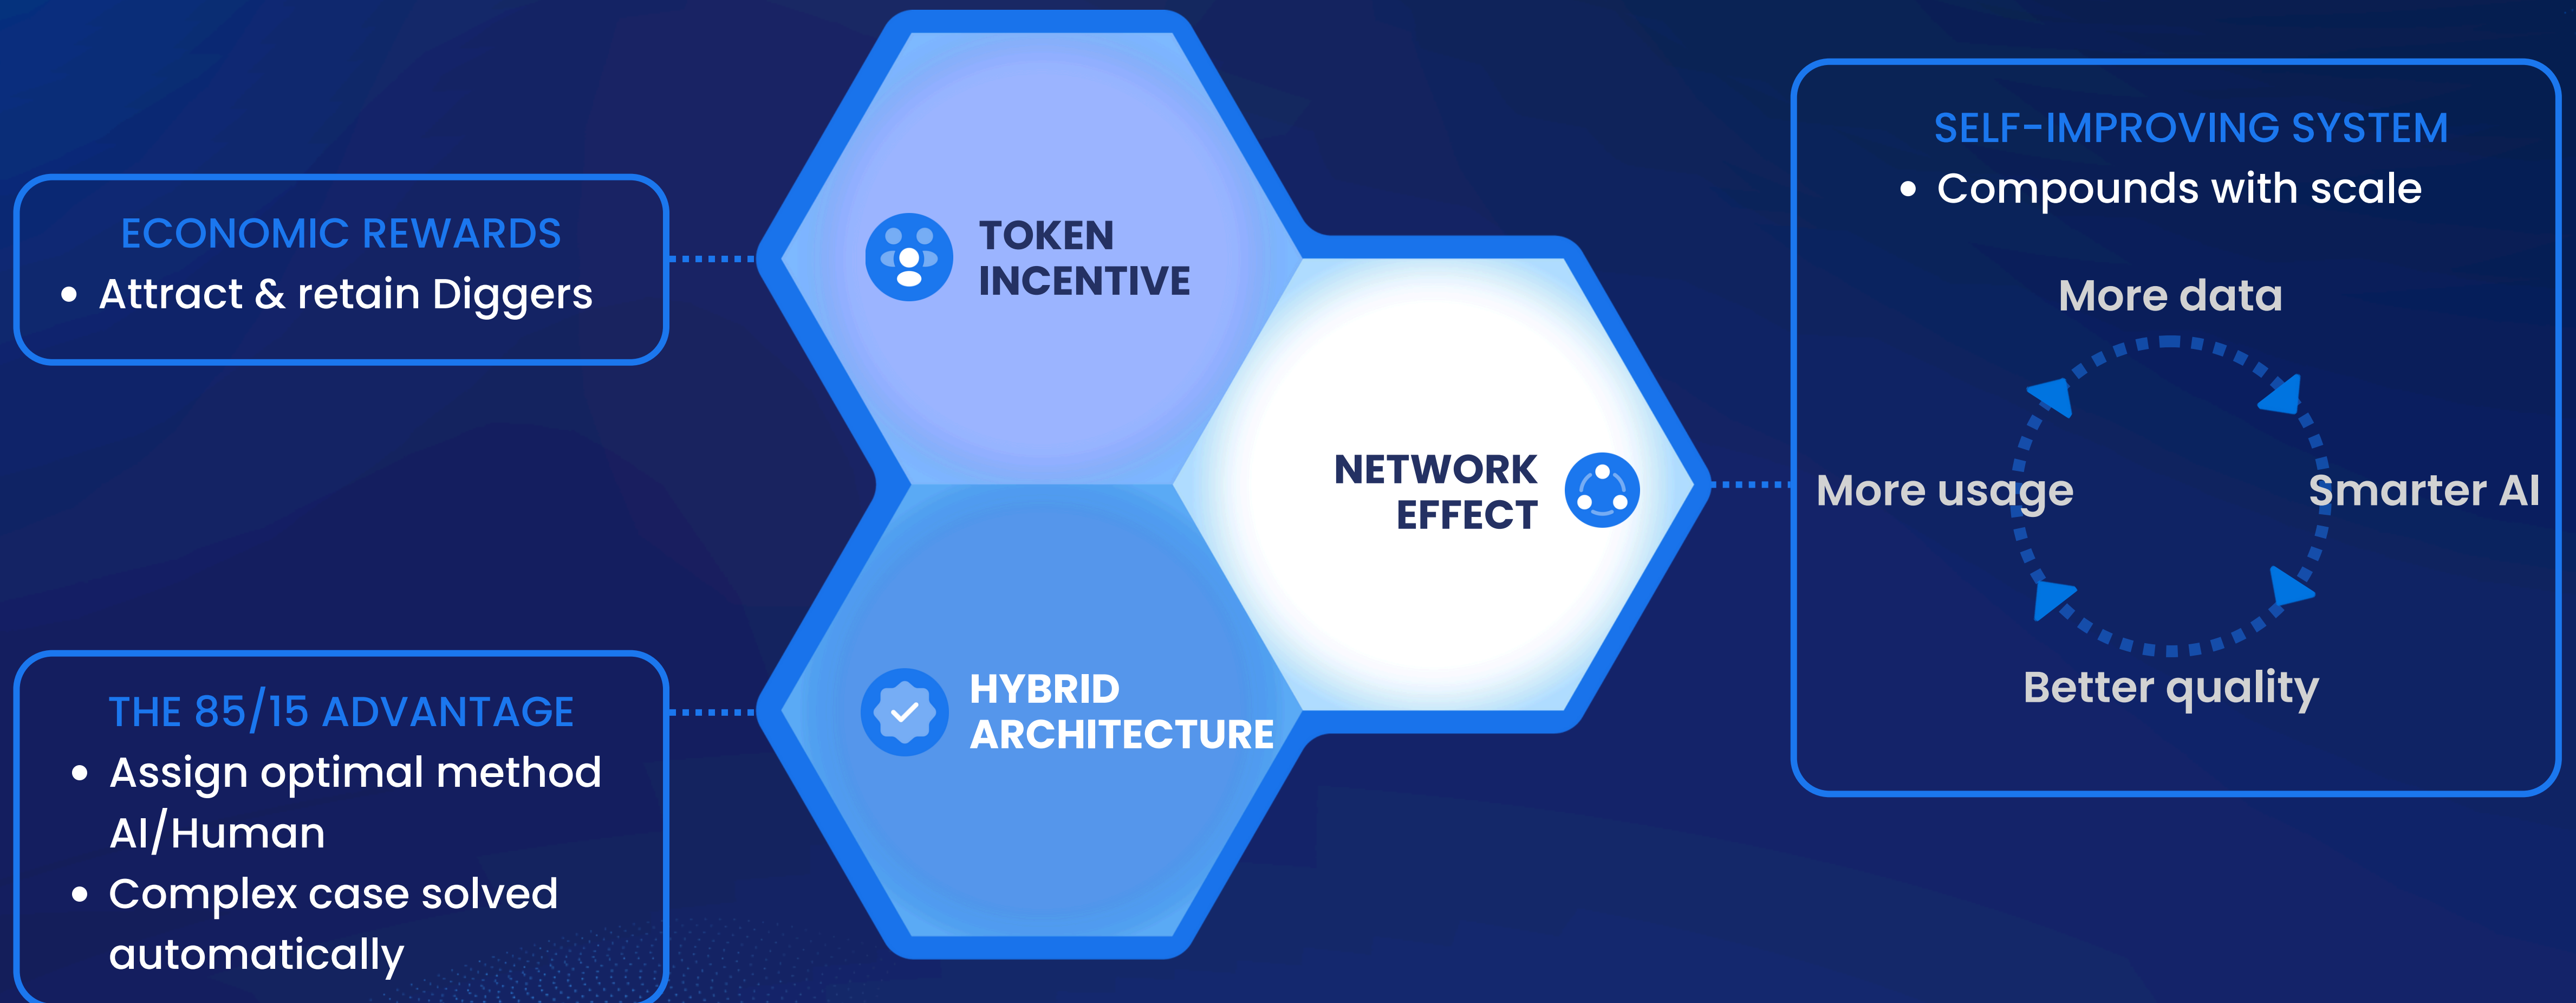 ECONOMIC REWARDS
• Attract & retain Diggers
THE 85/15 ADVANTAGE
• Assign optimal method
AI/Human
• Complex case solved
automatically
TOKEN
INCENTIVE
HYBRID
ARCHITECTURE
NETWORK
EFFECT
SELF-IMPROVING SYSTEM
• Compounds with scale
More data
More usage
Smarter AI
Better quality